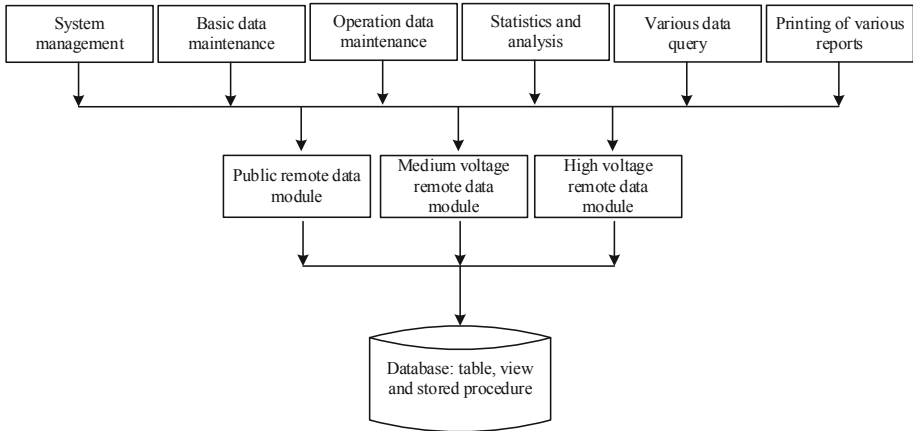 System
management
Basic data
maintenance
Operation data
maintenance
Statistics and
analysis
Various data
query
Printing of various
reports
Public remote data
module
Medium voltage
remote data
module
High voltage
remote data
module
Database: table, view
and stored procedure